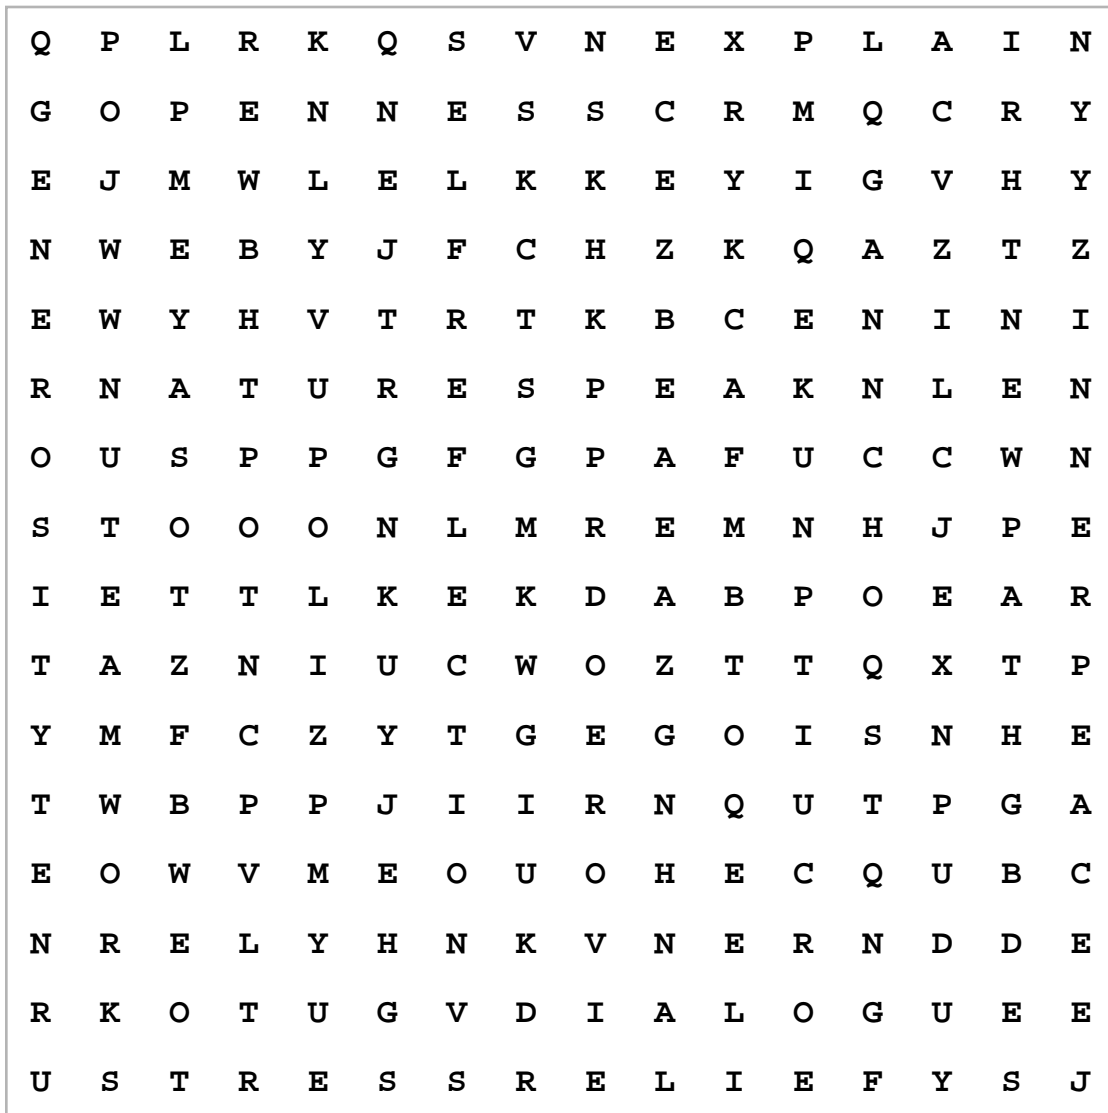 Q P L R K Q S V N E X P L A I N
G O P E N N E S S C R M Q C R Y
E J M W L E L K K E Y I G V H Y
N W E B Y J F C H Z K Q A Z T Z
E W Y H V T R T K B C E N I N I
R N A T U R E S P E A K N L E N
O U S P P G F G P A F U C C W N
S T O O O N L M R E M N H J P E
I E T T L K E K D A B P O E A R
T A Z N I U C W O Z T T Q X T P
Y M F C Z Y T G E G O I S N H E
T W B P P J I I R N Q U T P G A
E O W V M E O U O H E C Q U B C
N R E L Y H N K V N E R N D D E
R K O T U G V D I A L O G U E E
U S T R E S S R E L I E F Y S J